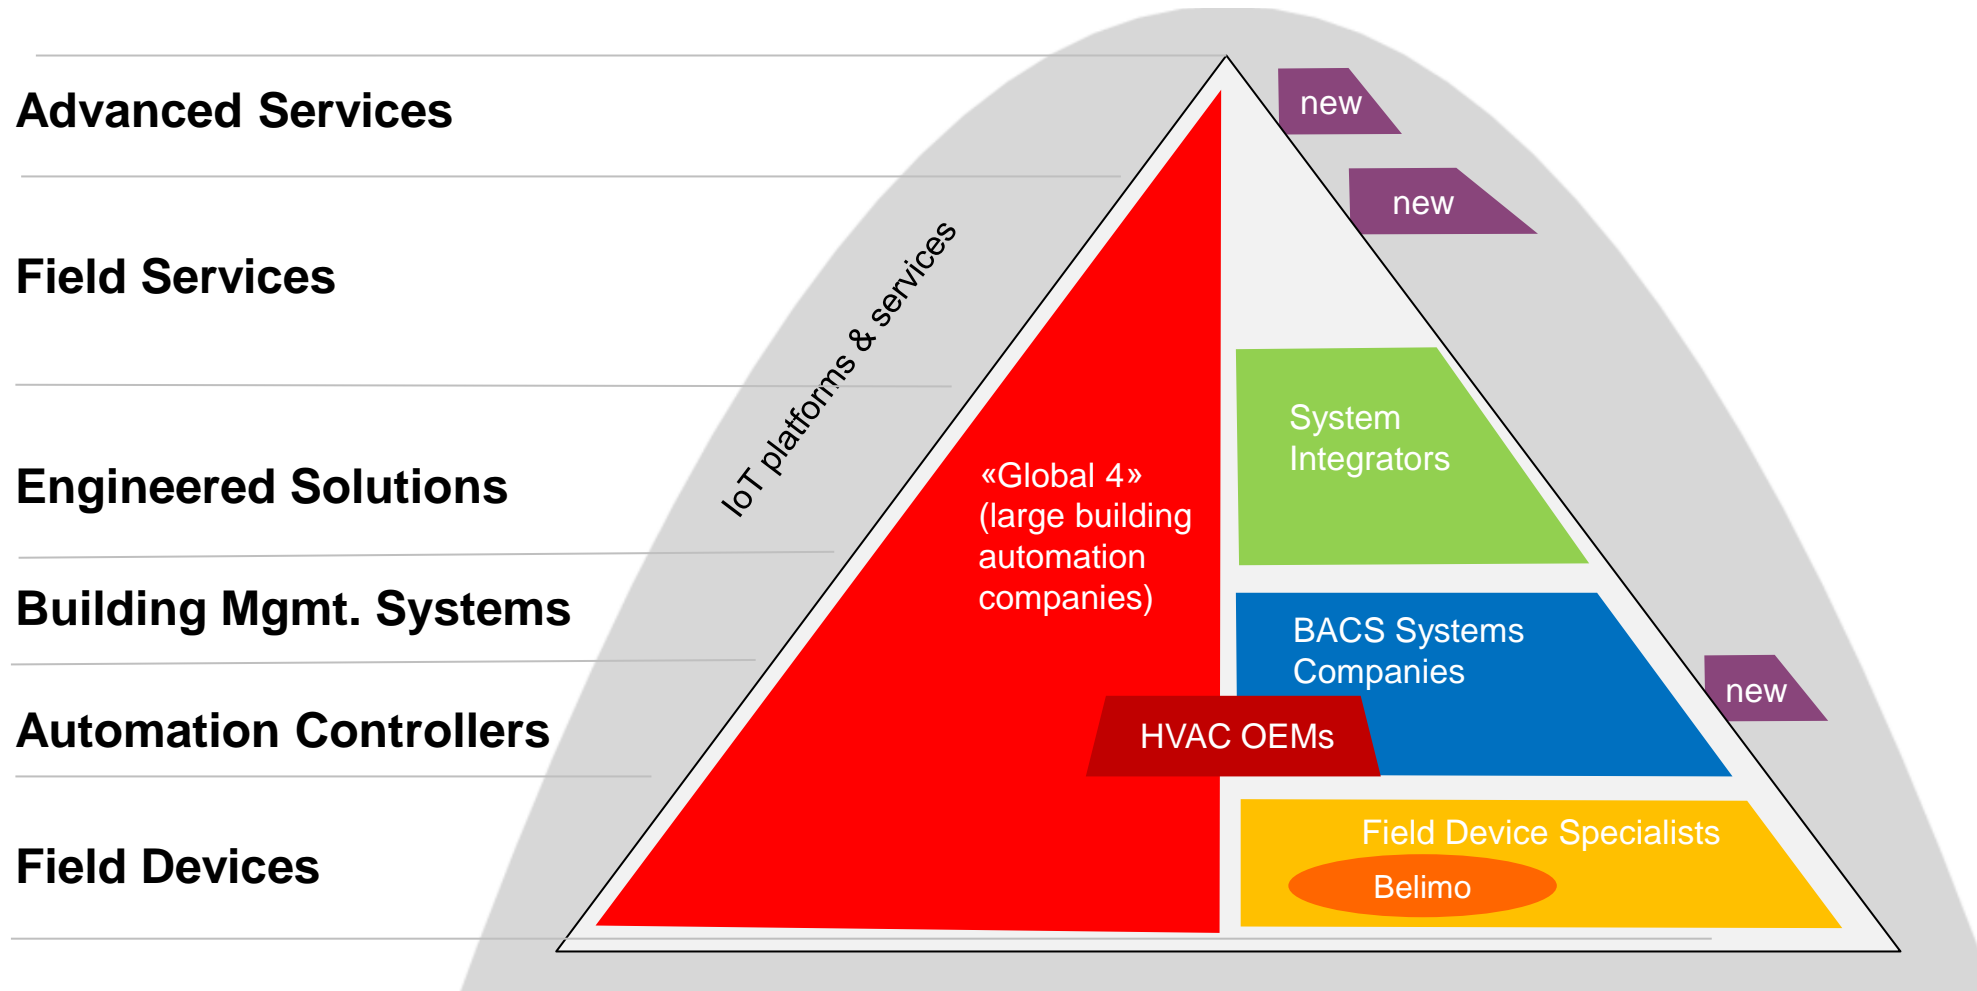 Advanced Services
new
new
Field Services
IoT platforms & services
System
Integrators
Engineered Solutions
«Global 4»
(large building
automation
companies)
Building Mgmt. Systems
BACS Systems
Companies
new
Automation Controllers
HVAC OEMs
Field Device Specialists
Field Devices
Belimo